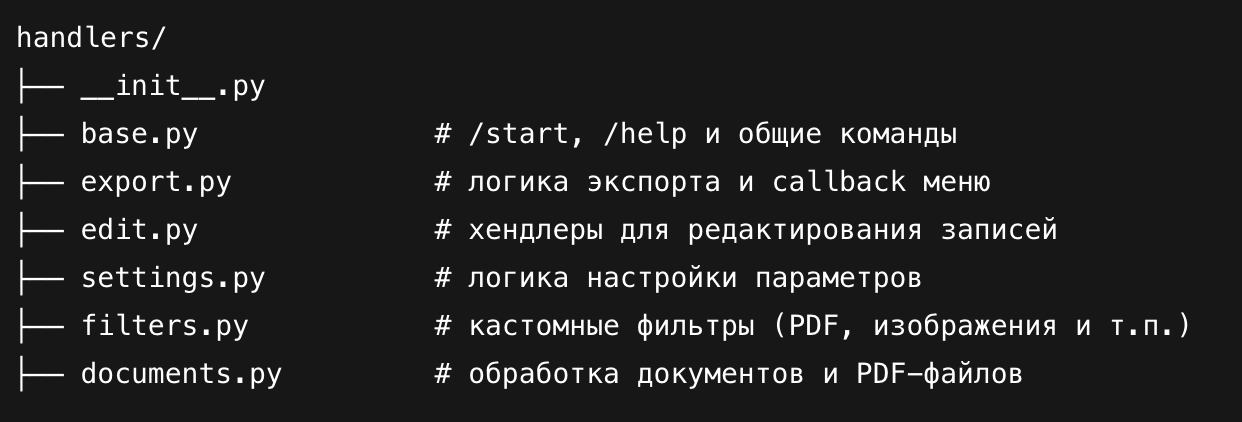 handlers/
├── __init__.py
├── base.py              # /start, /help и общие команды
├── export.py            # логика экспорта и callback меню
├── edit.py              # хендлеры для редактирования записей
├── settings.py          # логика настройки параметров
├── filters.py           # кастомные фильтры (PDF, изображения и т.п.)
├── documents.py         # обработка документов и PDF-файлов